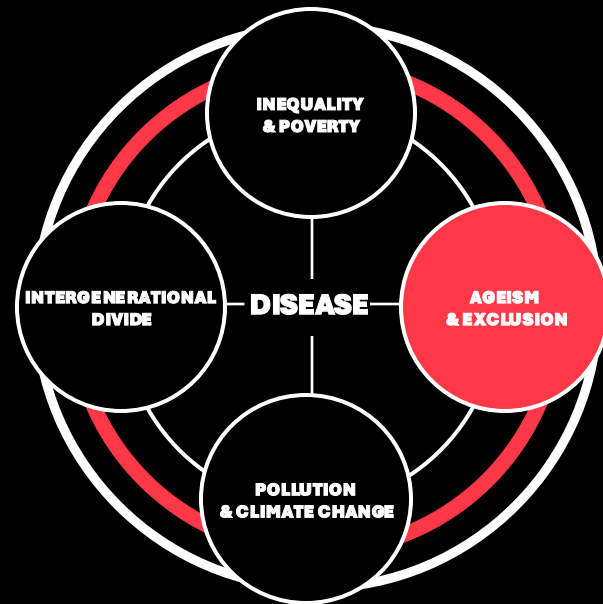 INEQUALITY
& POVERTY
INTERGENERATIONAL
DIVIDE
DISEASE
AGEISM
& EXCLUSION
POLLUTION
& CLIMATE CHANGE